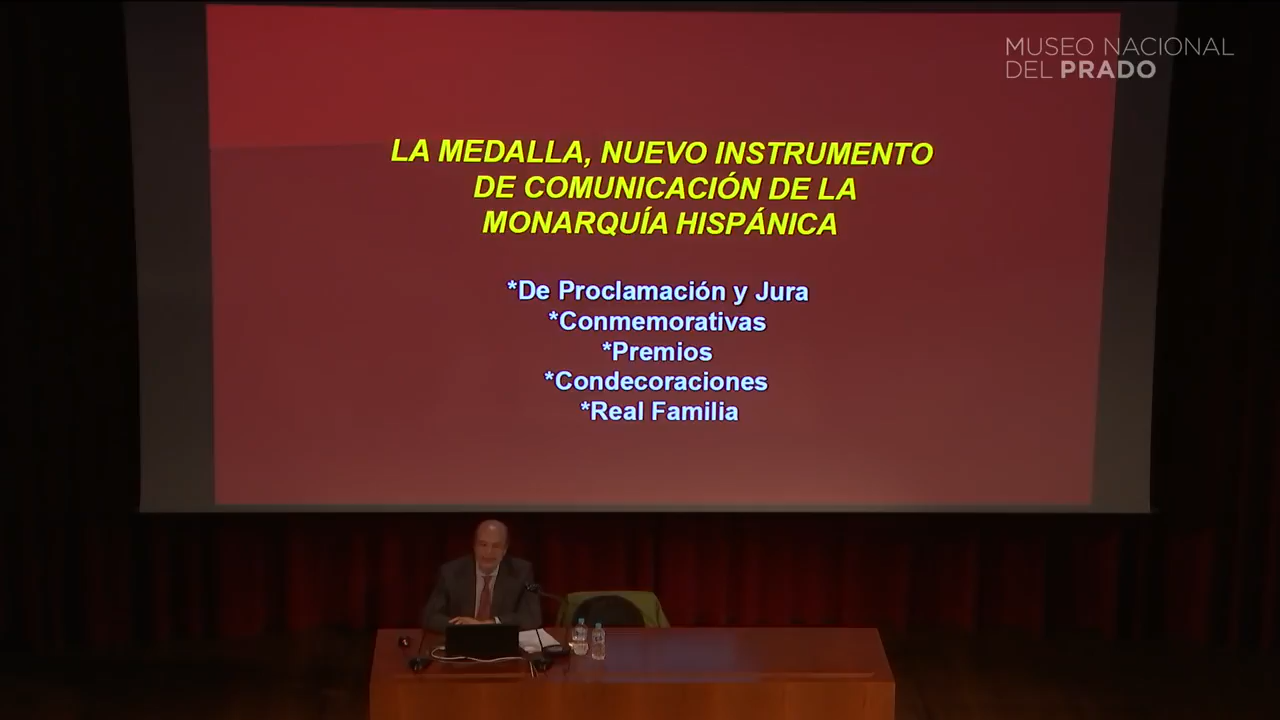 MUSEO NACIONAL
DEL PRADO
LA MEDALLA, NUEVO INSTRUMENTO
DE COMUNICACIÓN DE LA
MONARQUÍA HISPÁNICA
*De Proclamación y Jura
*Conmemorativas
*Premios
*Condecoraciones
*Real Familia